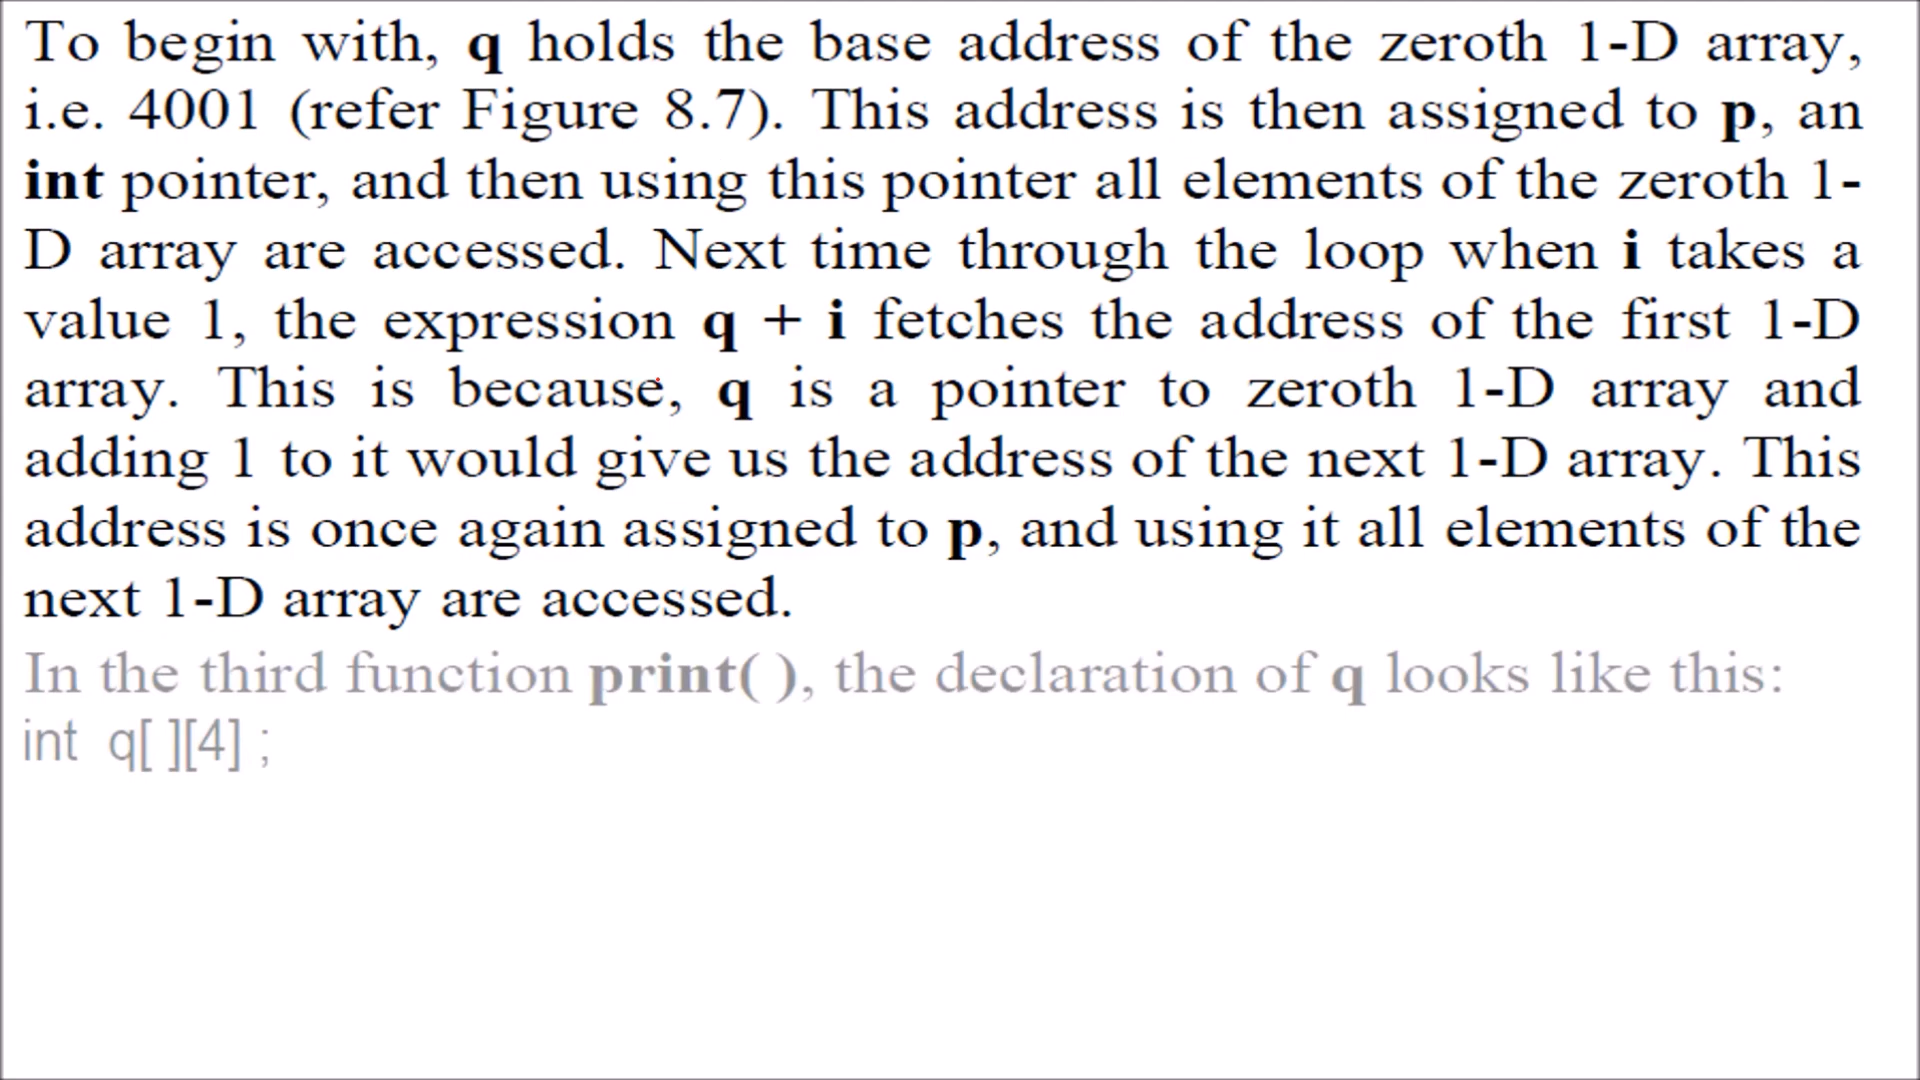 To begin with, q holds the base address of the zeroth 1-D array,
i.e. 4001 (refer Figure 8.7). This address is then assigned to p, an
int pointer, and then using this pointer all elements of the zeroth 1-
D array are accessed. Next time through the loop when i takes a
value 1, the expression q + i fetches the address of the first 1-D
array. This is because, q is a pointer to zeroth 1-D array and
adding 1 to it would give us the address of the next 1-D array. This
address is once again assigned to p, and using it all elements of the
next 1-D array are accessed.
In the third function print( ), the declaration of q looks like this:
int q[ ][4] ;